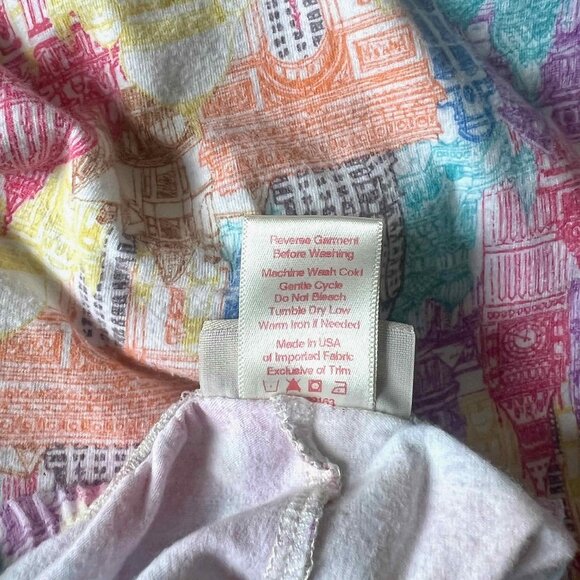 Reverse Garment
Before Washing
Machine Wash Cold
Gentle Cycle
Do Not Bleach
Tumble Dry Low
Warm Iron if Needed
Made In USA
of Imported Fabric
Exclusive of Trim